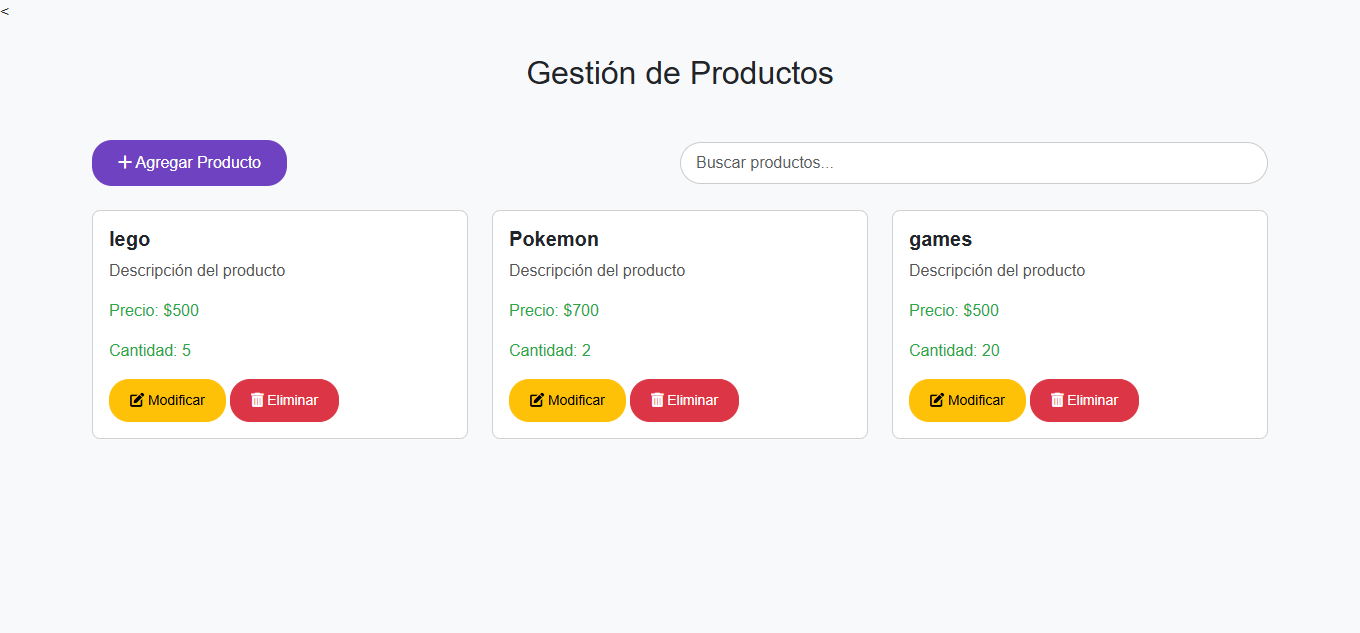 <
Gestión de Productos
Agregar Producto
Buscar productos...
lego
Descripción del producto
Precio: $500
Cantidad: 5
Modificar Eliminar
Pokemon
Descripción del producto
Precio: $700
Cantidad: 2
Modificar Eliminar
games
Descripción del producto
Precio: $500
Cantidad: 20
Modificar Eliminar